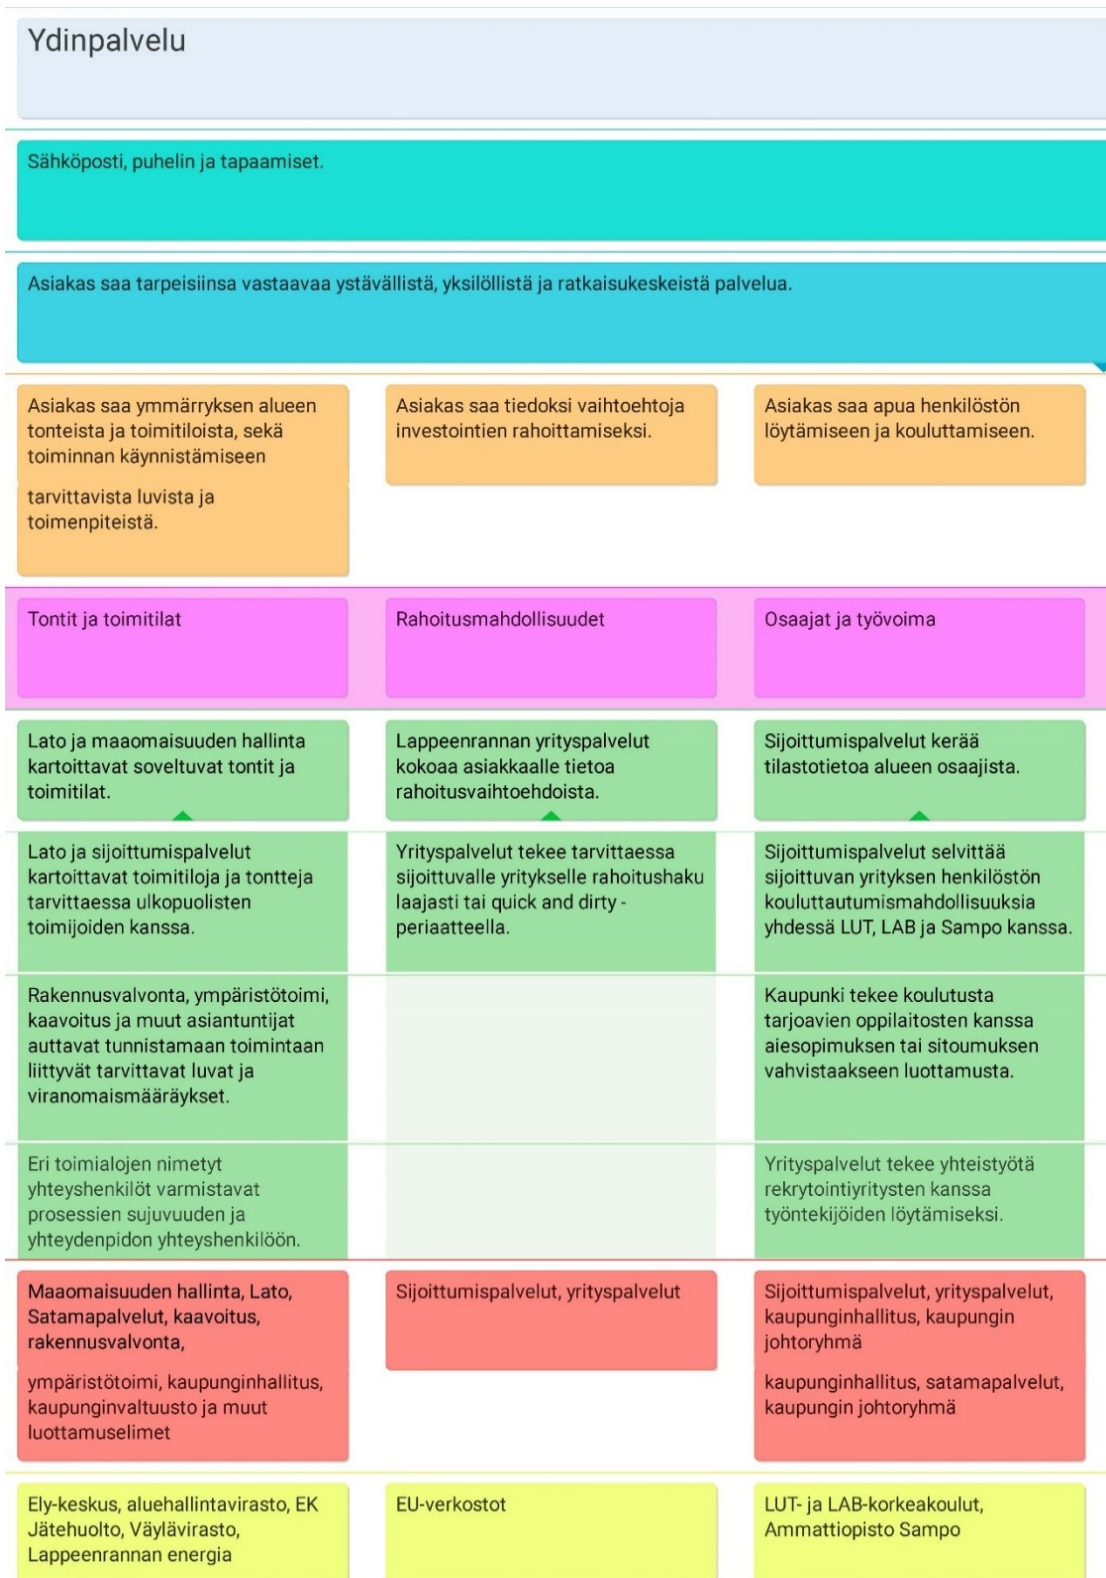 Ydinpalvelu
Sähköposti, puhelin ja tapaamiset.
Asiakas saa tarpeisiinsa vastaavaa ystävällistä, yksilöllistä ja ratkaisukeskeistä palvelua.
Asiakas saa ymmärryksen alueen
tonteista ja toimitiloista, sekä
toiminnan käynnistämiseen
tarvittavista luvista ja
toimenpiteistä.
Asiakas saa tiedoksi vaihtoehtoja
investointien rahoittamiseksi.
Asiakas saa apua henkilöstön
löytämiseen ja kouluttamiseen.
Tontit ja toimitilat
Rahoitusmahdollisuudet
Osaajat ja työvoima
Lato ja maaomaisuuden hallinta
kartoittavat soveltuvat tontit ja
toimitilat.
Lappeenrannan yrityspalvelut
kokoaa asiakkaalle tietoa
rahoitusvaihtoehdoista.
Sijoittumispalvelut kerää
tilastotietoa alueen osaajista.
Lato ja sijoittumispalvelut
kartoittavat toimitiloja ja tontteja
tarvittaessa ulkopuolisten
toimijoiden kanssa.
Yrityspalvelut tekee tarvittaessa
sijoittuvalle yritykselle rahoitushaku
laajasti tai quick and dirty -
periaatteella.
Sijoittumispalvelut selvittää
sijoittuvan yrityksen henkilöstön
kouluttautumismahdollisuuksia
yhdessä LUT, LAB ja Sampo kanssa.
Rakennusvalvonta, ympäristötoimi,
kaavoitus ja muut asiantuntijat
auttavat tunnistamaan toimintaan
liittyvät tarvittavat luvat ja
viranomaismääräykset.
Kaupunki tekee koulutusta
tarjoavien oppilaitosten kanssa
aiesopimuksen tai sitoumuksen
vahvistaakseen luottamusta.
Eri toimialojen nimetyt
yhteyshenkilöt varmistavat
prosessien sujuvuuden ja
yhteydenpidon yhteyshenkilöön.
Yrityspalvelut tekee yhteistyötä
rekrytointiyritysten kanssa
työntekijöiden löytämiseksi.
Maaomaisuuden hallinta, Lato,
Satamapalvelut, kaavoitus,
rakennusvalvonta,
ympäristötoimi, kaupunginhallitus,
kaupunginvaltuusto ja muut
luottamuselimet
Sijoittumispalvelut, yrityspalvelut
Sijoittumispalvelut, yrityspalvelut,
kaupunginhallitus, kaupungin
johtoryhmä
kaupunginhallitus, satamapalvelut,
kaupungin johtoryhmä
Ely-keskus, aluehallintavirasto, EK
Jätehuolto, Väylävirasto,
Lappeenrannan energia
EU-verkostot
LUT- ja LAB-korkeakoulut,
Ammattiopisto Sampo